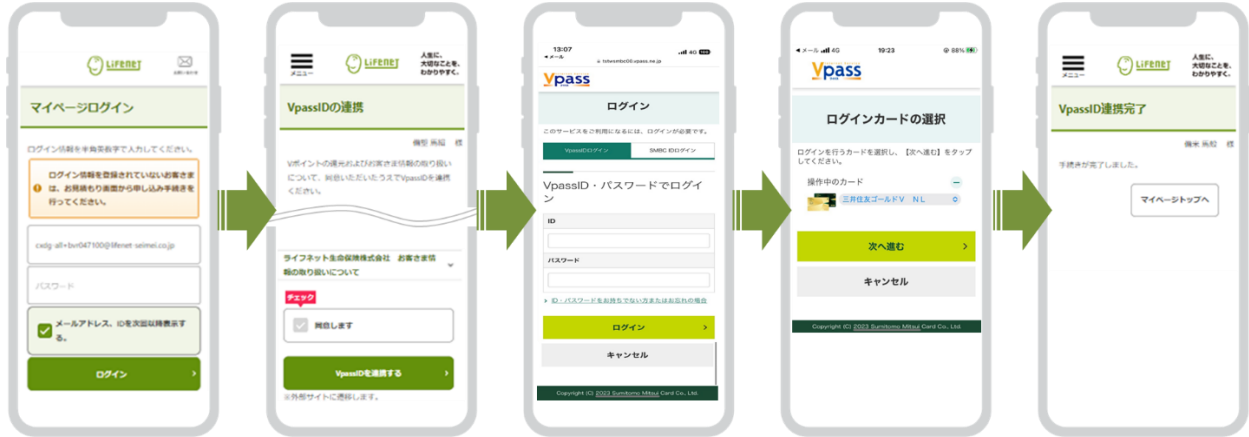 LIFENET
マイページログイン
ログイン情報を半角英数字で入力してください。
ログイン情報を登録されていないお客さま
は、お見積もり画面から申し込み手続きを
行ってください。
cxdg-all+bvr047100@lifenet-seimei.co.jp
パスワード
メールアドレス、IDを次回以降表示す
る。
ログイン
メニュー
LIFENET
人生に、
大切なことを、
わかりやすく。
VpassIDの連携
様
Vポイントの還元およびお客さま情報の取り扱い
について、同意いただいたうえでVpassIDを連携
ください。
ライフネット生命保険株式会社 お客さま情
報の取り扱いについて
チェック
同意します
VpassIDを連携する
※外部サイトに遷移します。
13:07
4G
◀メール
Vpass
ログイン
このサービスをご利用になるには、ログインが必要です。
VpassIDログイン
SMBC IDログイン
VpassID・パスワードでログイ
ン
ID
パスワード
ID・パスワードをお持ちでない方またはお忘れの場合
ログイン
キャンセル
Copyright (C) 2023 Sumitomo Mitsui Card Co., Ltd.
◀メール 4G 19:23 88%
Vpass
ログインカードの選択
ログインを行うカードを選択し、【次へ進む】をタップ
してください。
操作中のカード
三井住友ゴールドV NL
次へ進む
キャンセル
Copyright (C) 2023 Sumitomo Mitsui Card Co., Ltd.
メニュー
LIFENET
人生に、
大切なことを、
わかりやすく。
VpassID連携完了
様
手続きが完了しました。
マイページトップへ